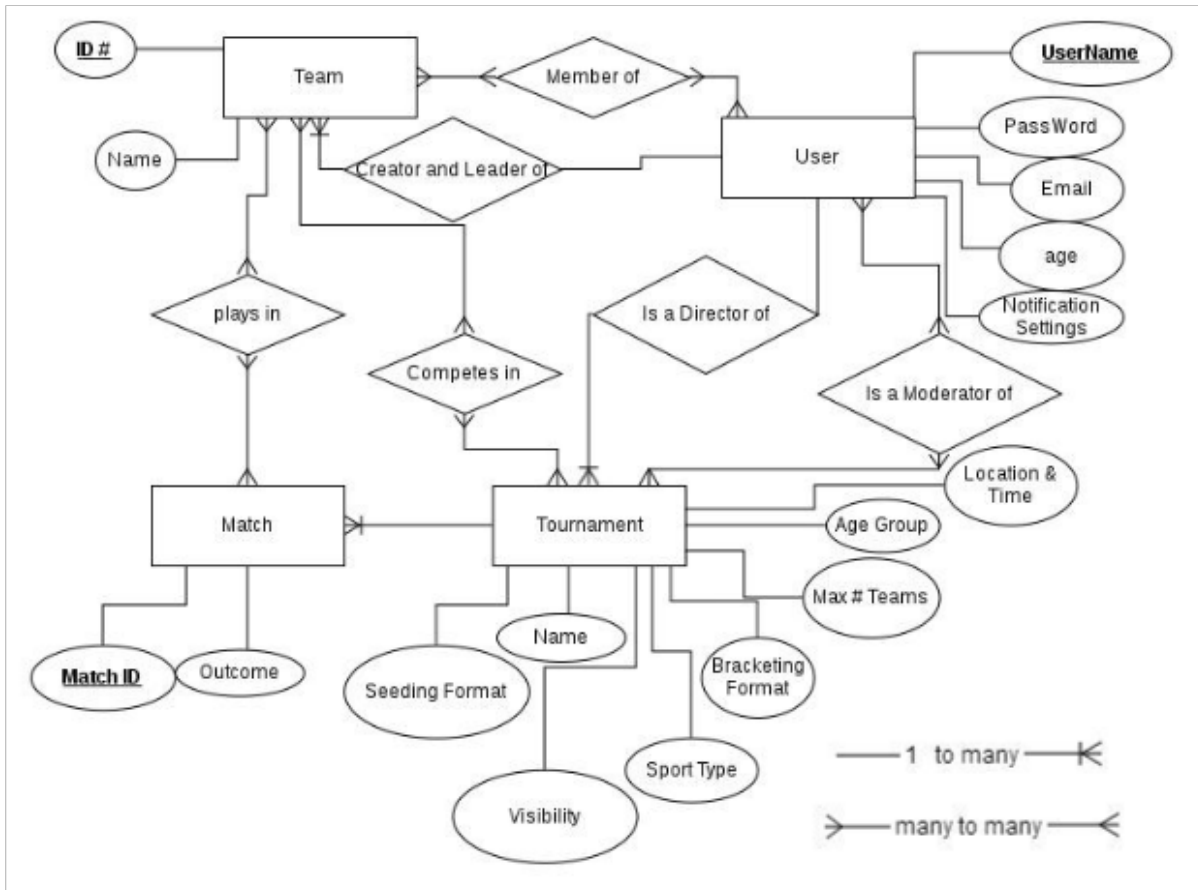 ID #
Team
Member of
UserName
PassWord
Name
Creator and Leader of
User
Email
age
Notification
Settings
plays in
Is a Director of
Competes in
Is a Moderator of
Location &
Time
Match
Tournament
Age Group
Max # Teams
Name
Match ID
Outcome
Seeding Format
Bracketing
Format
Sport Type
Visibility
1 to many
many to many